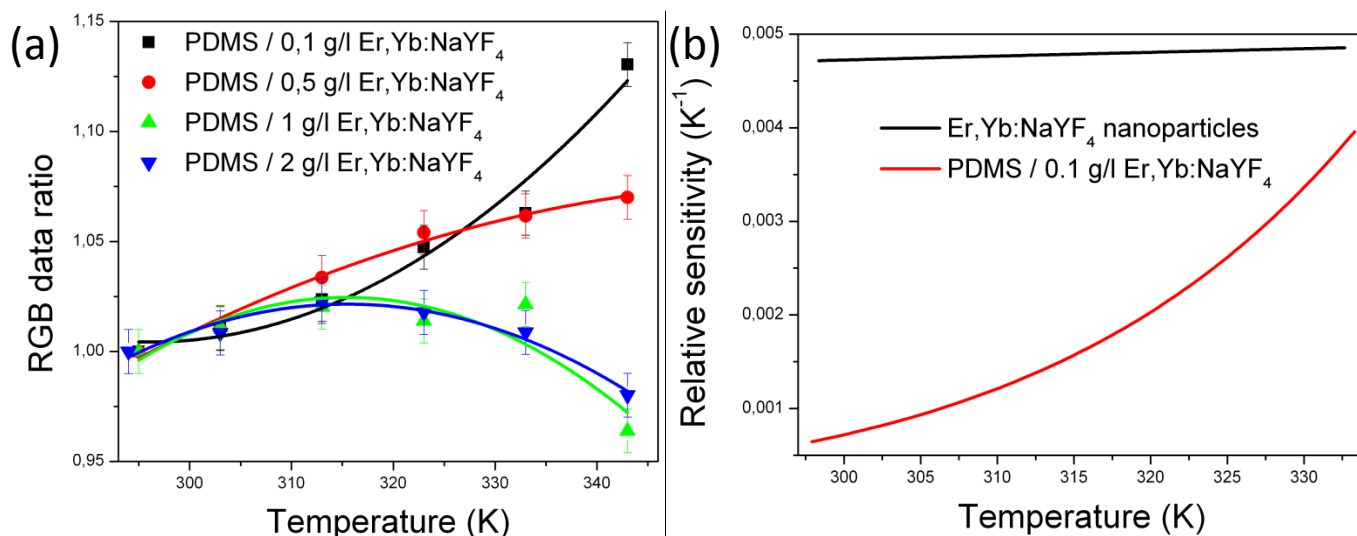 (a)
1,15
1,10
1,05
1,00
0,95
RGB data ratio
PDMS / 0,1 g/l Er,Yb:NaYF₄
PDMS / 0,5 g/l Er,Yb:NaYF₄
PDMS / 1 g/l Er,Yb:NaYF₄
PDMS / 2 g/l Er,Yb:NaYF₄
300 310 320 330 340
Temperature (K)
(b)
0,005
0,004
0,003
0,002
0,001
Relative sensitivity (K⁻¹)
Er,Yb:NaYF₄ nanoparticles
PDMS / 0.1 g/l Er,Yb:NaYF₄
300 305 310 315 320 325 330
Temperature (K)